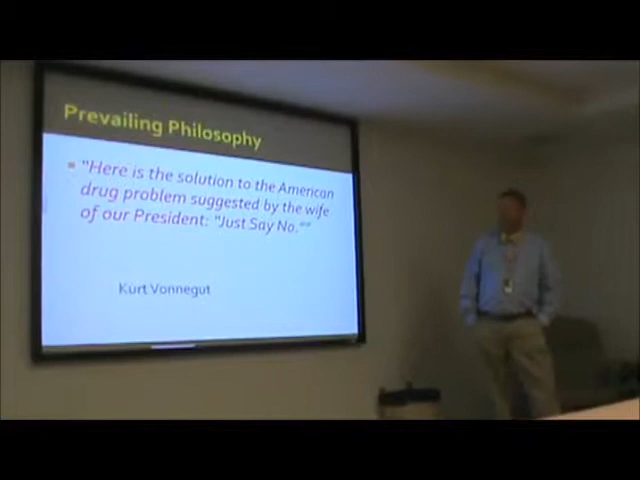 Prevailing Philosophy
"Here is the solution to the American
drug problem suggested by the wife
of our President: "Just Say No.""
Kurt Vonnegut